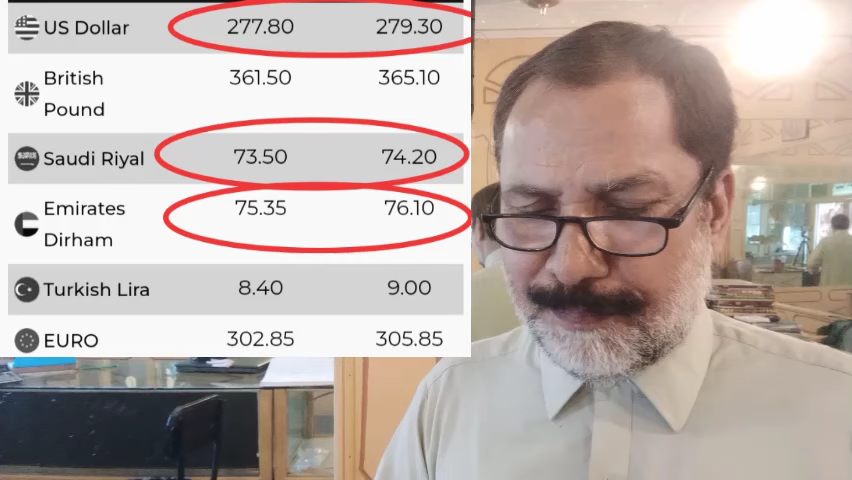 US Dollar 277.80 279.30
British Pound 361.50 365.10
Saudi Riyal 73.50 74.20
Emirates Dirham 75.35 76.10
Turkish Lira 8.40 9.00
EURO 302.85 305.85